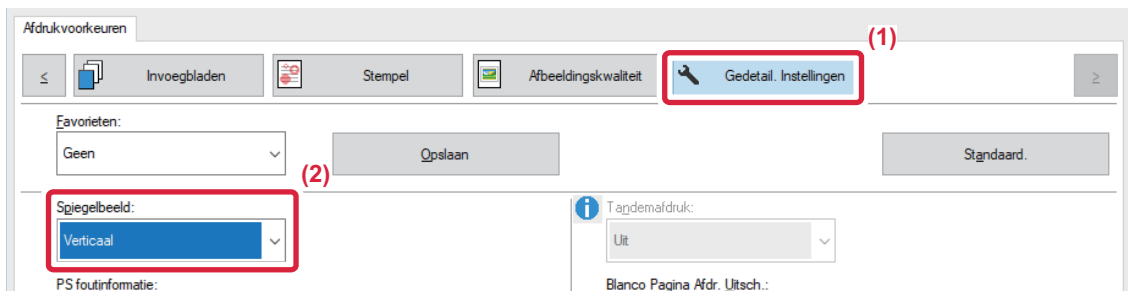 Afdrukvoorkeuren
(1)
< Invoegbladen Stempel Afbeeldingskwaliteit Gedetail. Instellingen >
Favorieten:
Geen Opslaan Standaard.
(2)
Spiegelbeeld: Tandemafdruk:
Verticaal Uit
PS foutinformatie: Blanco Pagina Afdr. Uitsch.: